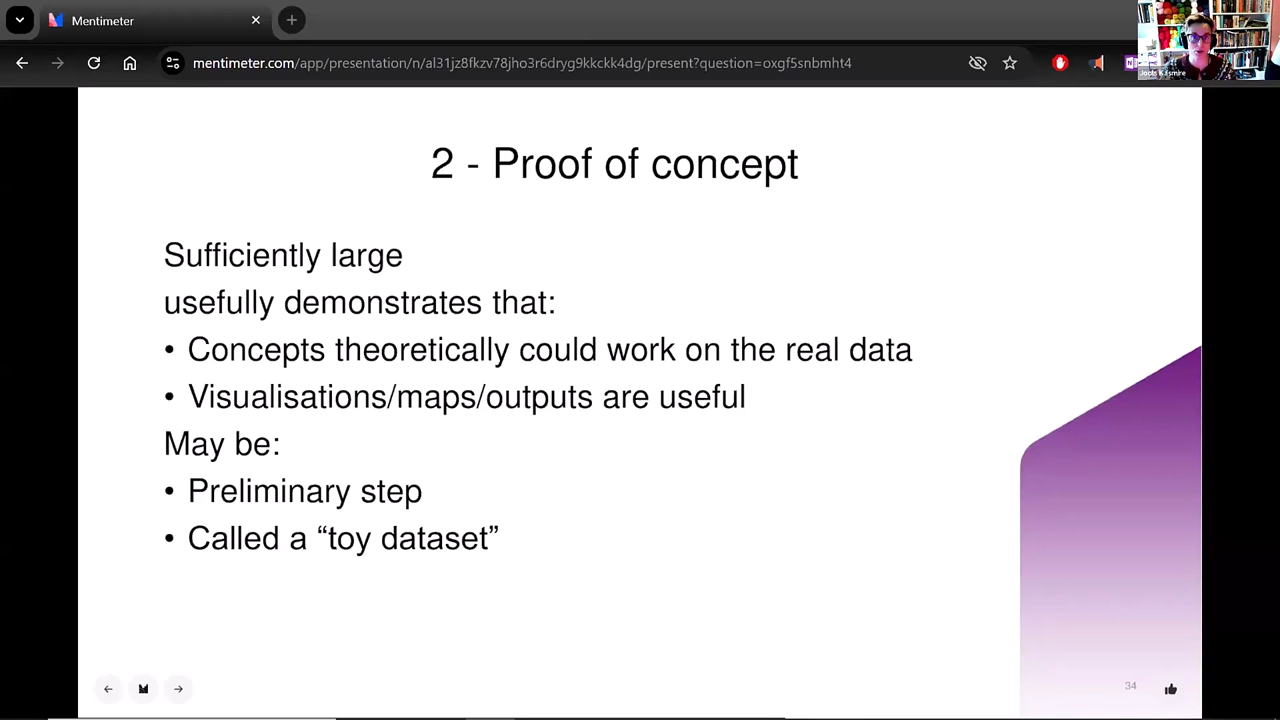 Mentimeter
mentimeter.com/app/presentation/n/al31jz8fkzv78jho3r6dryg9kkckk4dg/present?question=oxgf5snbmht4
2 - Proof of concept
Sufficiently large
usefully demonstrates that:
• Concepts theoretically could work on the real data
• Visualisations/maps/outputs are useful
May be:
• Preliminary step
• Called a “toy dataset”
34